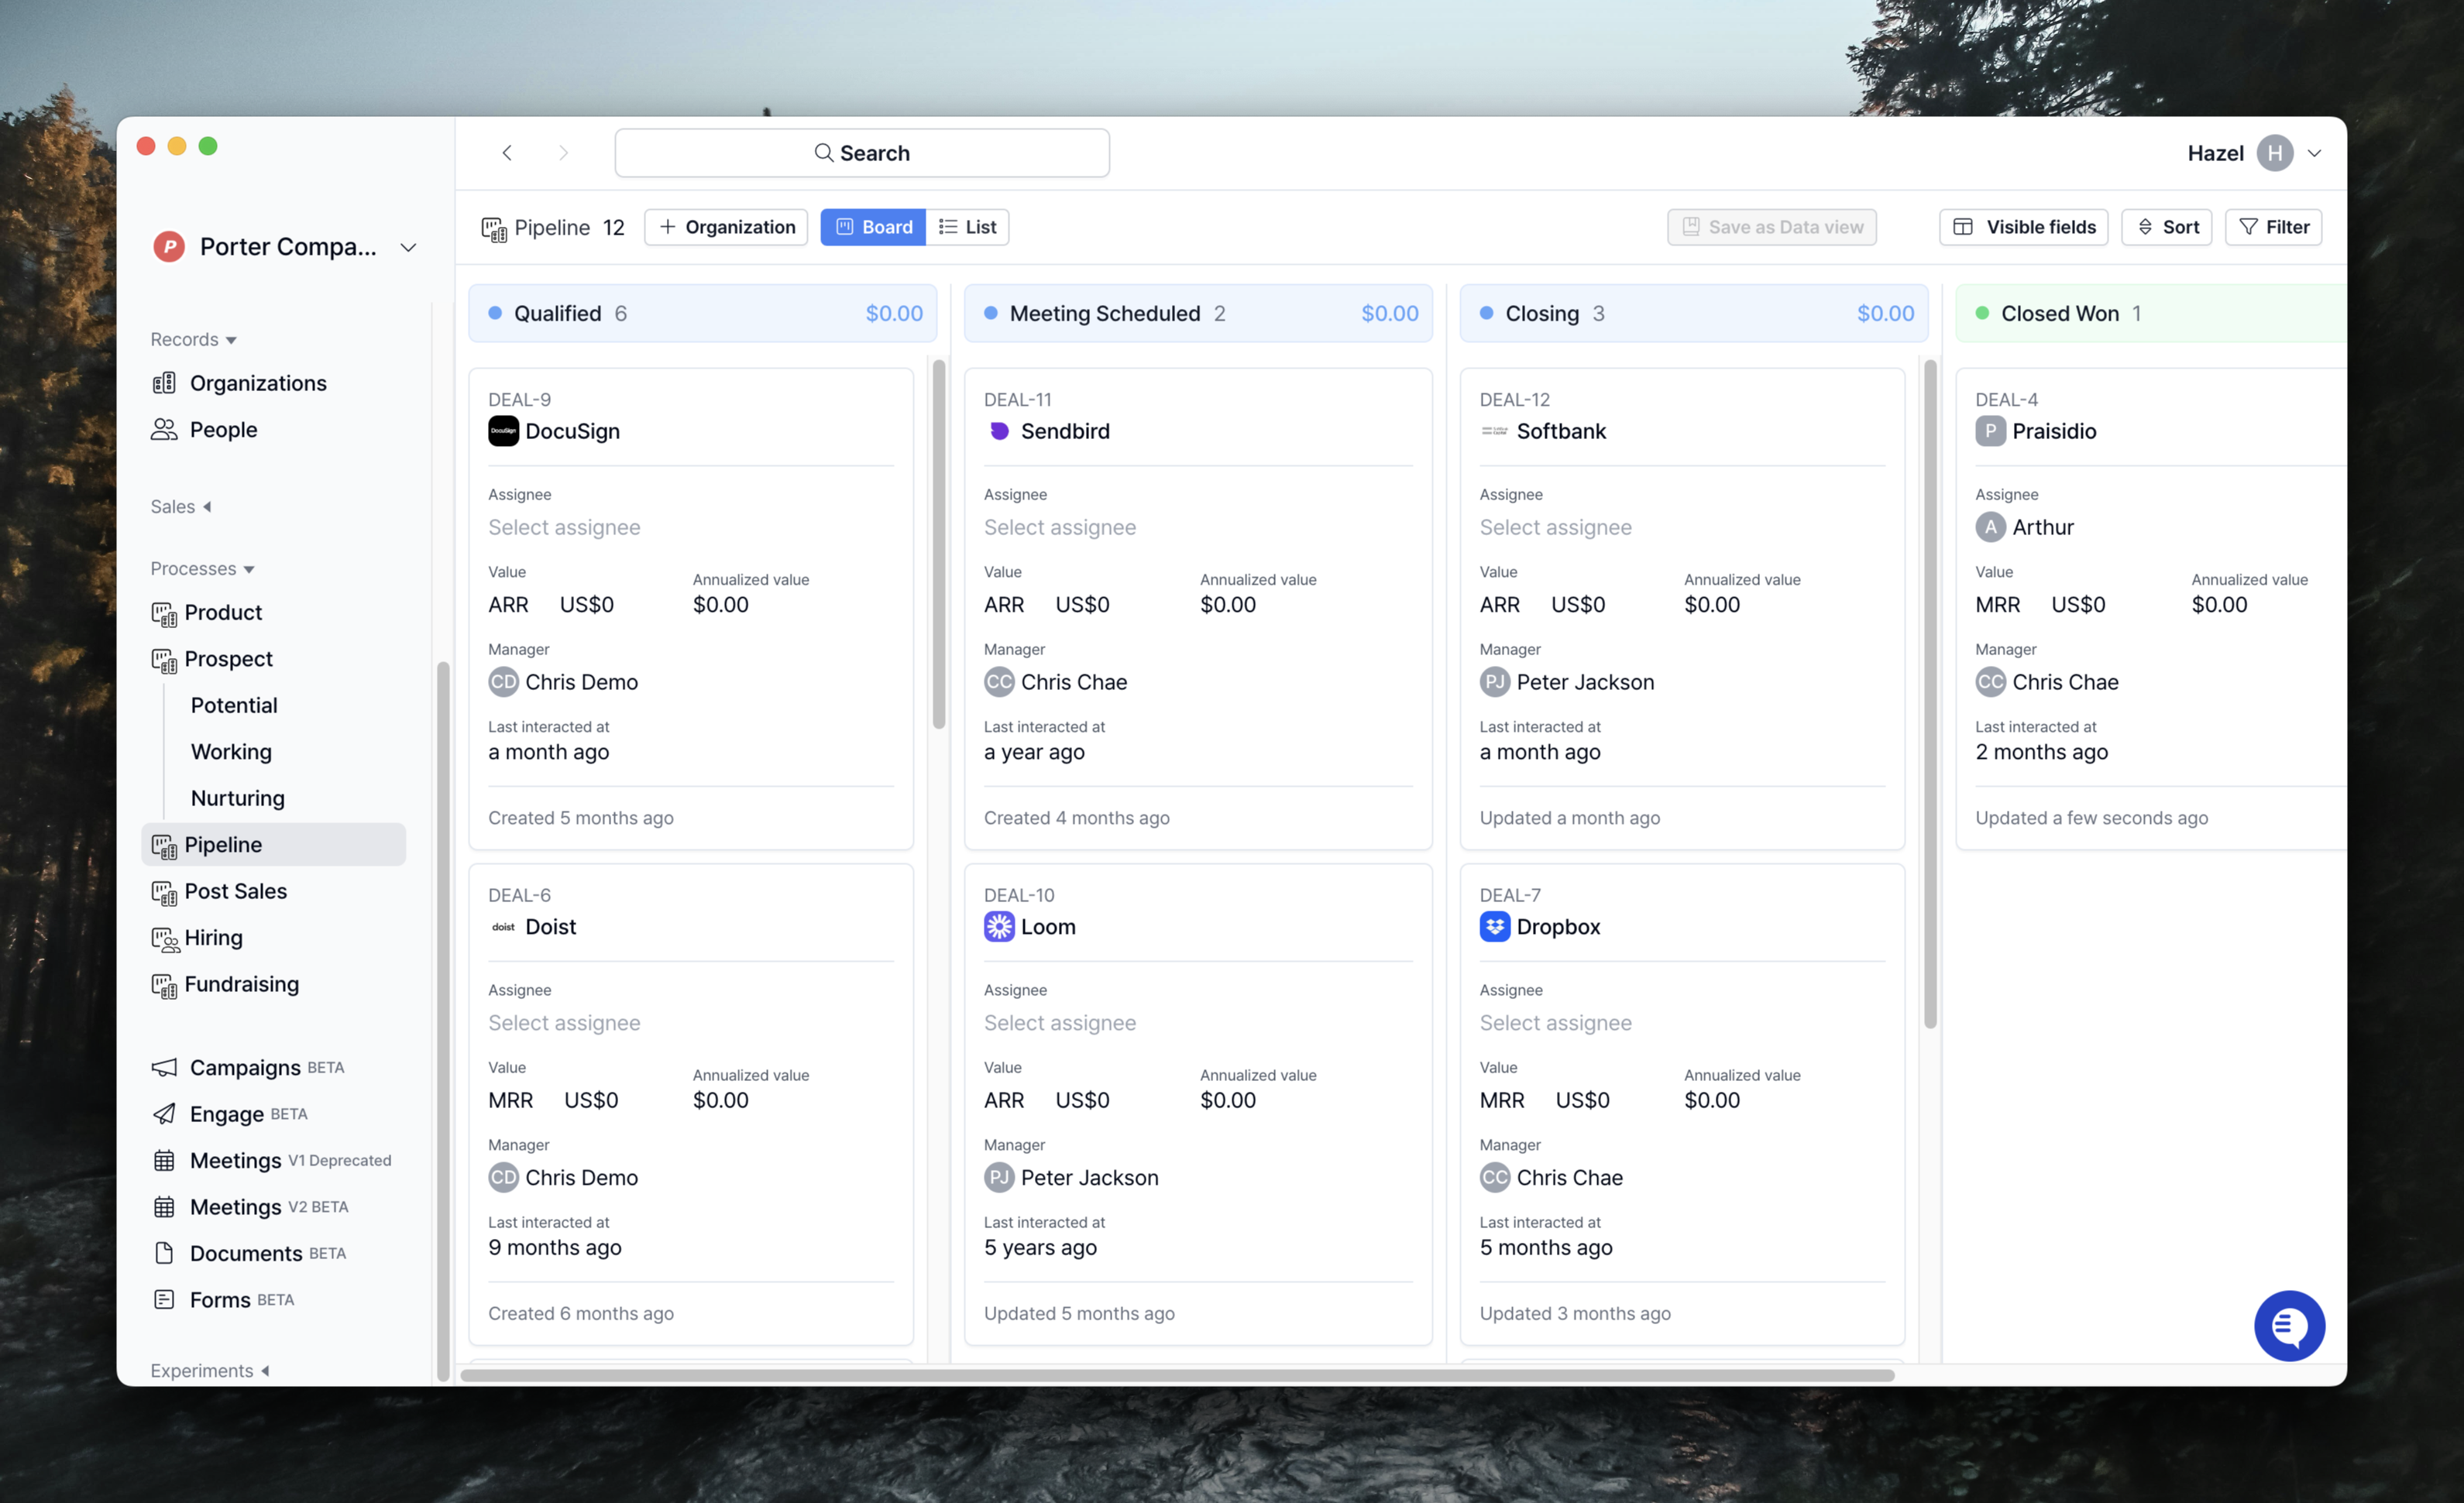 Search
Hazel H
P Porter Compa...
Records
Organizations
People
Sales
Processes
Product
Prospect
Potential
Working
Nurturing
Pipeline
Post Sales
Hiring
Fundraising
Campaigns BETA
Engage BETA
Meetings V1 Deprecated
Meetings V2 BETA
Documents BETA
Forms BETA
Experiments
Pipeline 12
Organization
Board
List
Save as Data view
Visible fields
Sort
Filter
Qualified 6 $0.00
DEAL-9
DocuSign DocuSign
Assignee
Select assignee
Value
Annualized value
ARR US$0 $0.00
Manager
CD Chris Demo
Last interacted at
a month ago
Created 5 months ago
DEAL-6
doist Doist
Assignee
Select assignee
Value
Annualized value
MRR US$0 $0.00
Manager
CD Chris Demo
Last interacted at
9 months ago
Created 6 months ago
Meeting Scheduled 2 $0.00
DEAL-11
Sendbird
Assignee
Select assignee
Value
Annualized value
ARR US$0 $0.00
Manager
CC Chris Chae
Last interacted at
a year ago
Created 4 months ago
DEAL-10
Loom
Assignee
Select assignee
Value
Annualized value
ARR US$0 $0.00
Manager
PJ Peter Jackson
Last interacted at
5 years ago
Updated 5 months ago
Closing 3 $0.00
DEAL-12
Softbank
Assignee
Select assignee
Value
Annualized value
ARR US$0 $0.00
Manager
PJ Peter Jackson
Last interacted at
a month ago
Updated a month ago
DEAL-7
Dropbox
Assignee
Select assignee
Value
Annualized value
MRR US$0 $0.00
Manager
CC Chris Chae
Last interacted at
5 months ago
Updated 3 months ago
Closed Won 1
DEAL-4
P Praisidio
Assignee
A Arthur
Value
Annualized value
MRR US$0 $0.00
Manager
CC Chris Chae
Last interacted at
2 months ago
Updated a few seconds ago